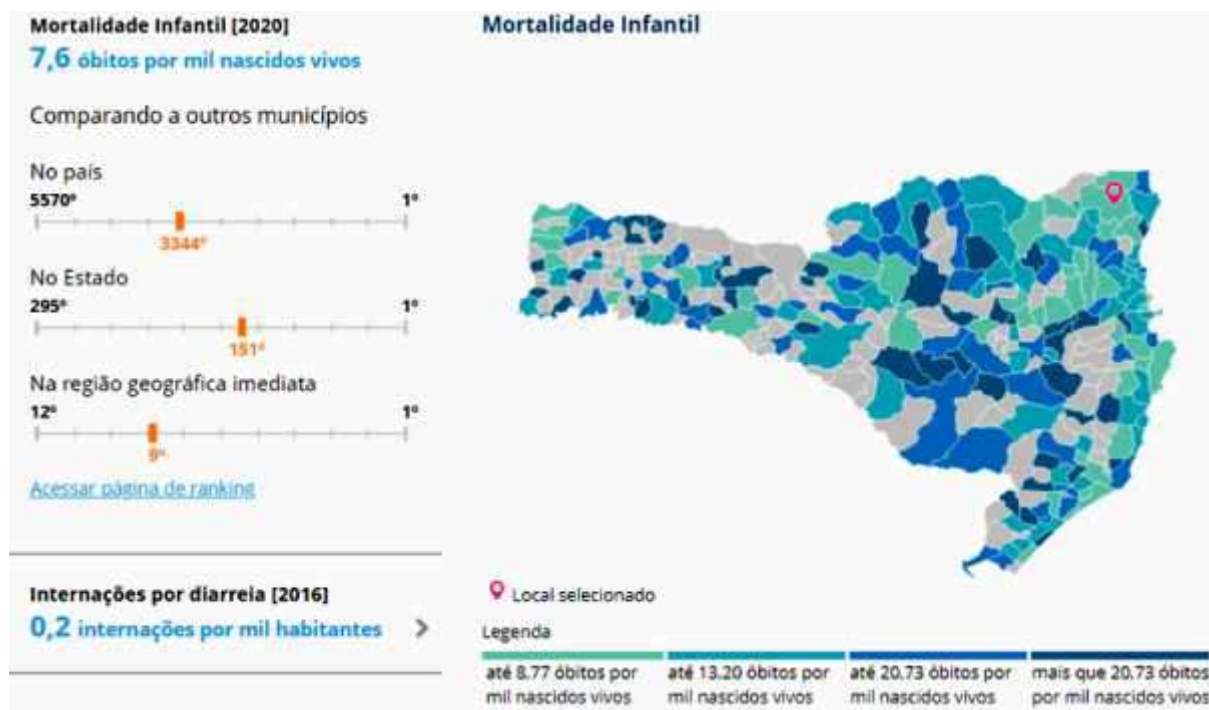 Mortalidade Infantil [2020]
7,6 óbitos por mil nascidos vivos
Comparando a outros municípios
No país
5570º
1º
3344º
No Estado
295º
1º
151º
Na região geográfica imediata
12º
1º
9º
Acessar página de ranking
Internações por diarreia [2016]
0,2 internações por mil habitantes
Mortalidade Infantil
Local selecionado
Legenda
até 8.77 óbitos por
mil nascidos vivos
até 13.20 óbitos por
mil nascidos vivos
até 20.73 óbitos por
mil nascidos vivos
mais que 20.73 óbitos
por mil nascidos vivos